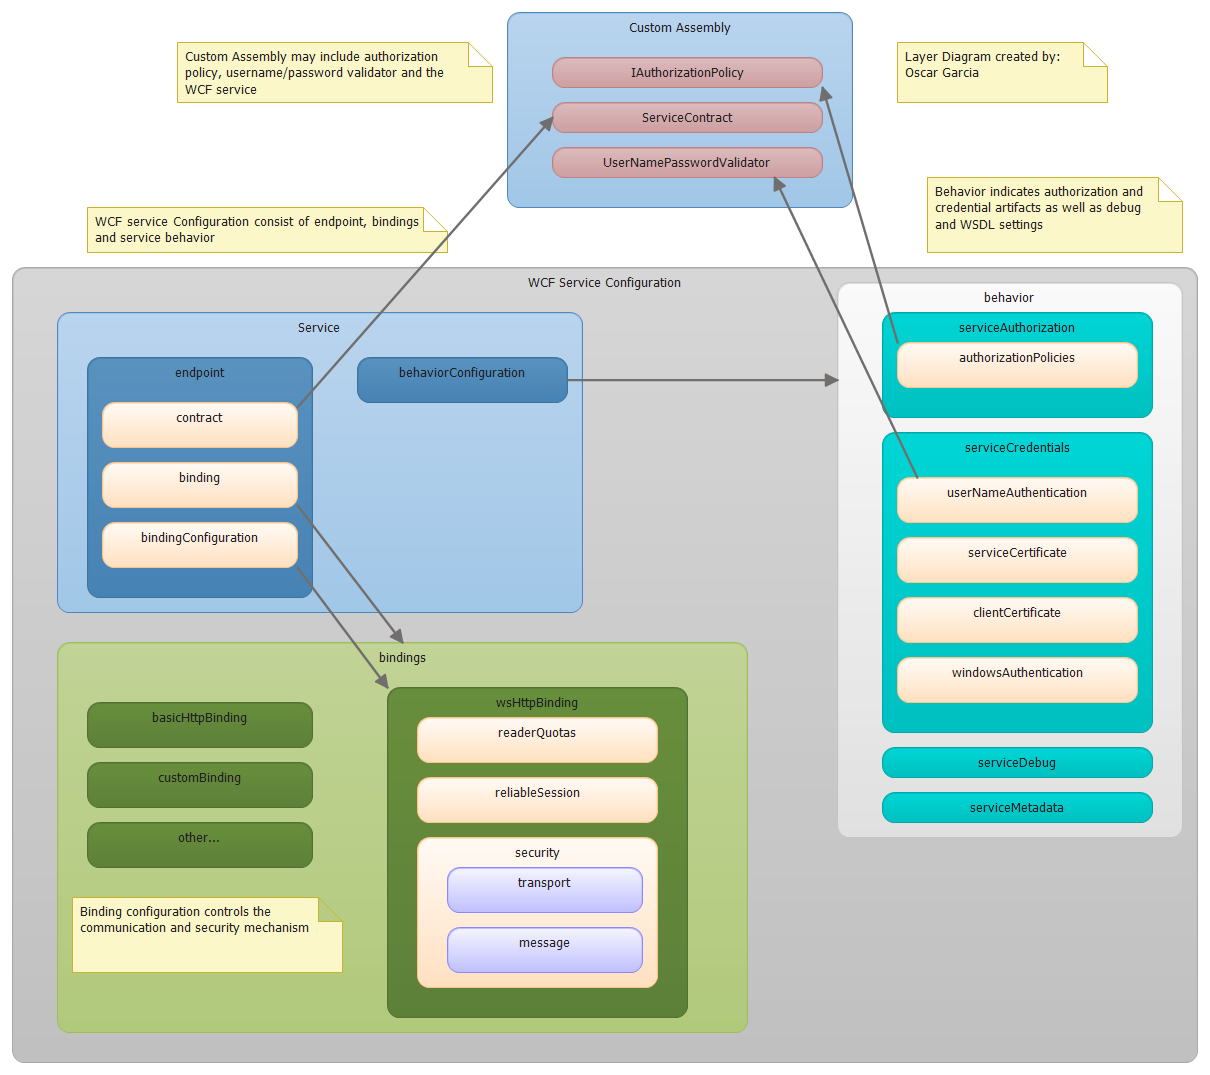 Custom Assembly
Custom Assembly may include authorization
policy, username/password validator and the
WCF service
IAuthorizationPolicy
ServiceContract
UserNamePasswordValidator
Layer Diagram created by:
Oscar Garcia
WCF service Configuration consist of endpoint, bindings
and service behavior
Behavior indicates authorization and
credential artifacts as well as debug
and WSDL settings
WCF Service Configuration
Service
endpoint
contract
binding
bindingConfiguration
behaviorConfiguration
behavior
serviceAuthorization
authorizationPolicies
serviceCredentials
userNameAuthentication
serviceCertificate
clientCertificate
windowsAuthentication
serviceDebug
serviceMetadata
bindings
basicHttpBinding
customBinding
other...
Binding configuration controls the
communication and security mechanism
wsHttpBinding
readerQuotas
reliableSession
security
transport
message